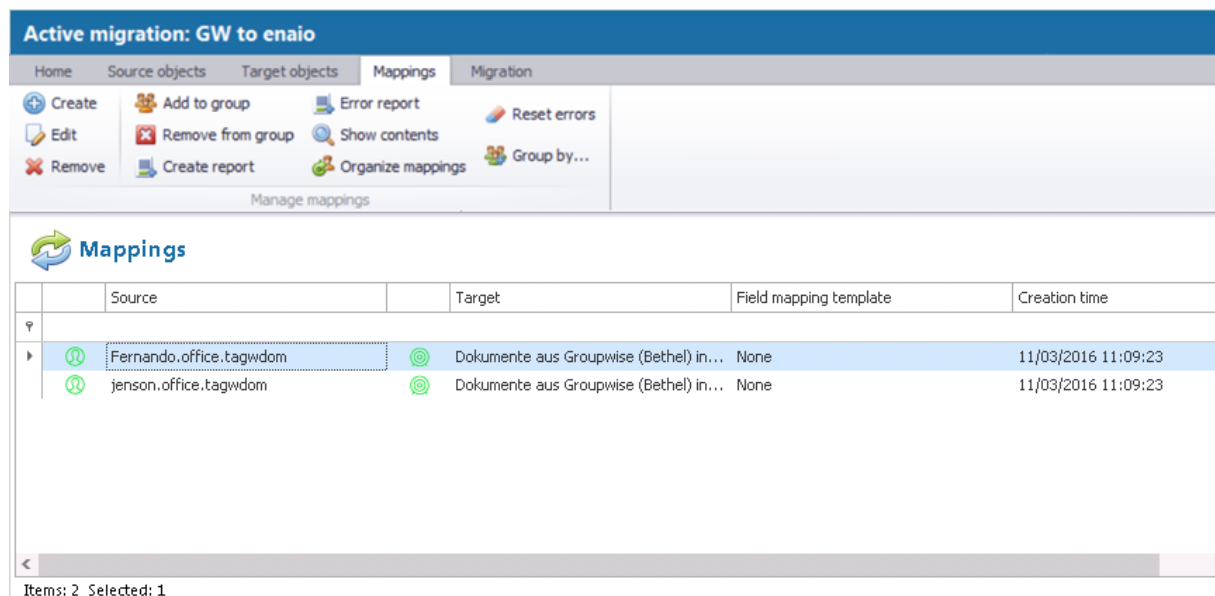 Active migration: GW to enaio
Home Source objects Target objects Mappings Migration
Create Add to group Error report Reset errors
Edit Remove from group Show contents Group by...
Remove Create report Organize mappings
Manage mappings
Mappings
Source Target Field mapping template Creation time
Fernando.office.tagwdom Dokumente aus Groupwise (Bethel) in... None 11/03/2016 11:09:23
jenson.office.tagwdom Dokumente aus Groupwise (Bethel) in... None 11/03/2016 11:09:23
Items: 2 Selected: 1